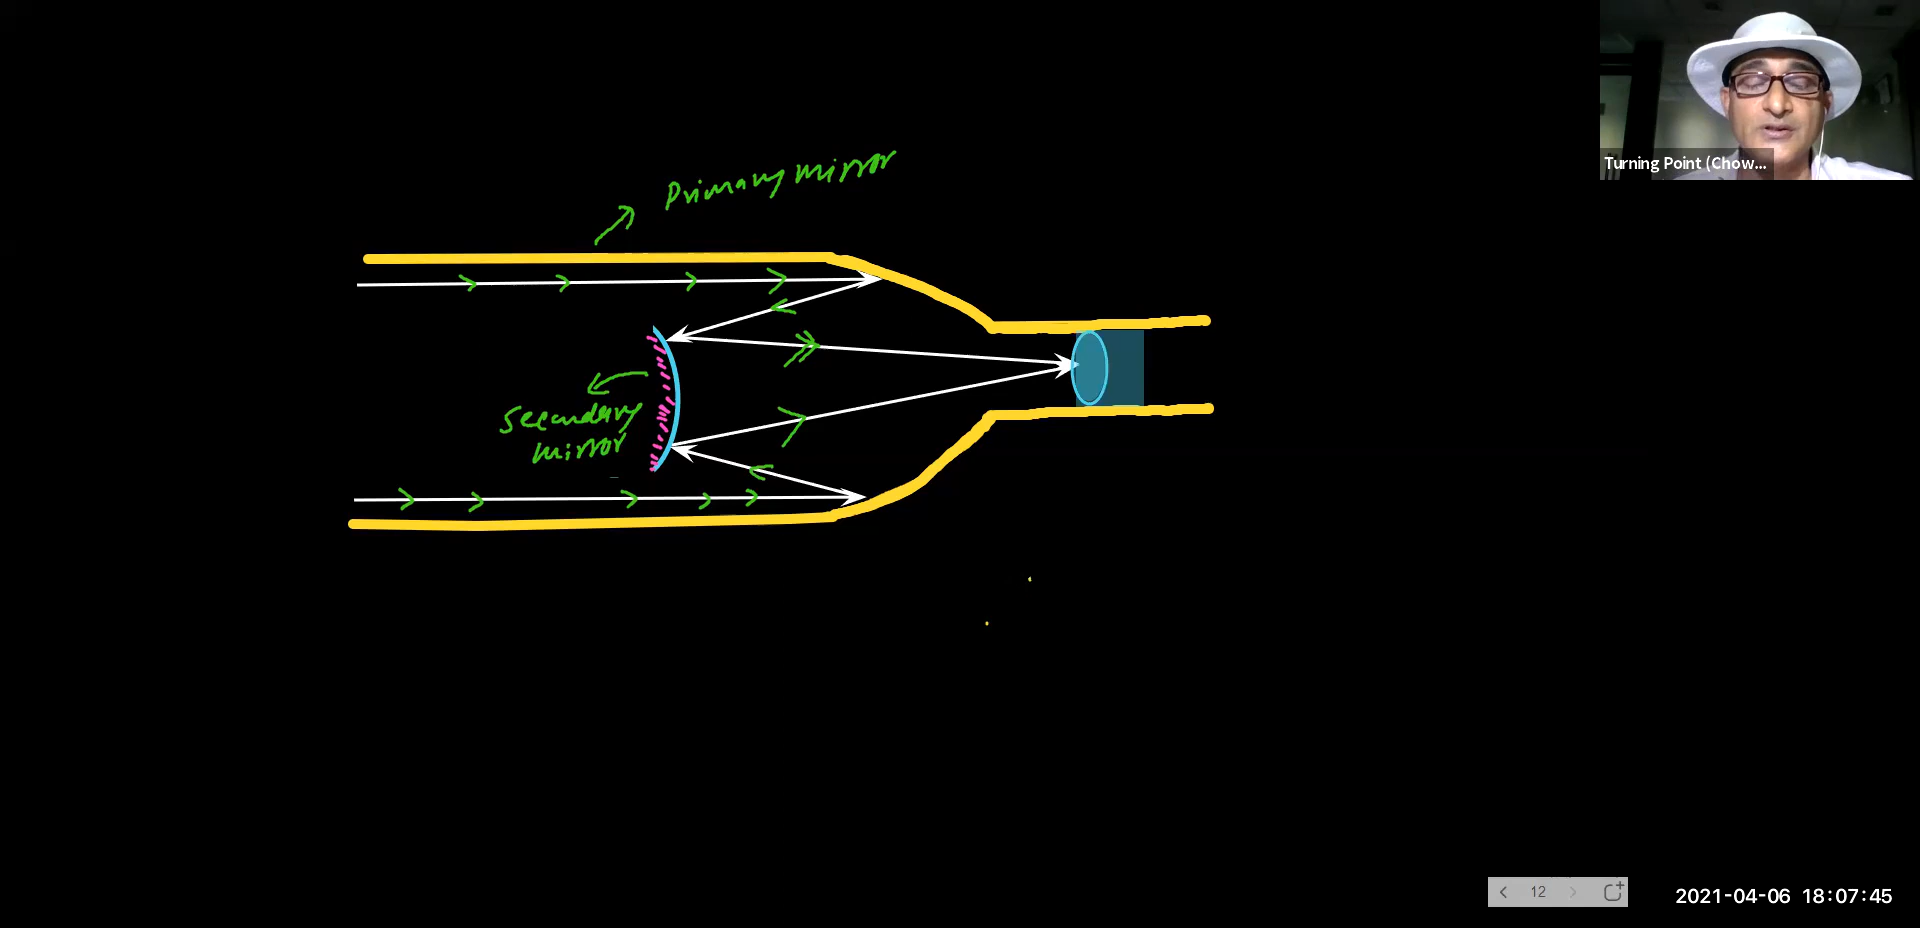 Turning Point (Chow...
Primary mirror
Secondary
mirror
12
2021-04-06 18:07:45